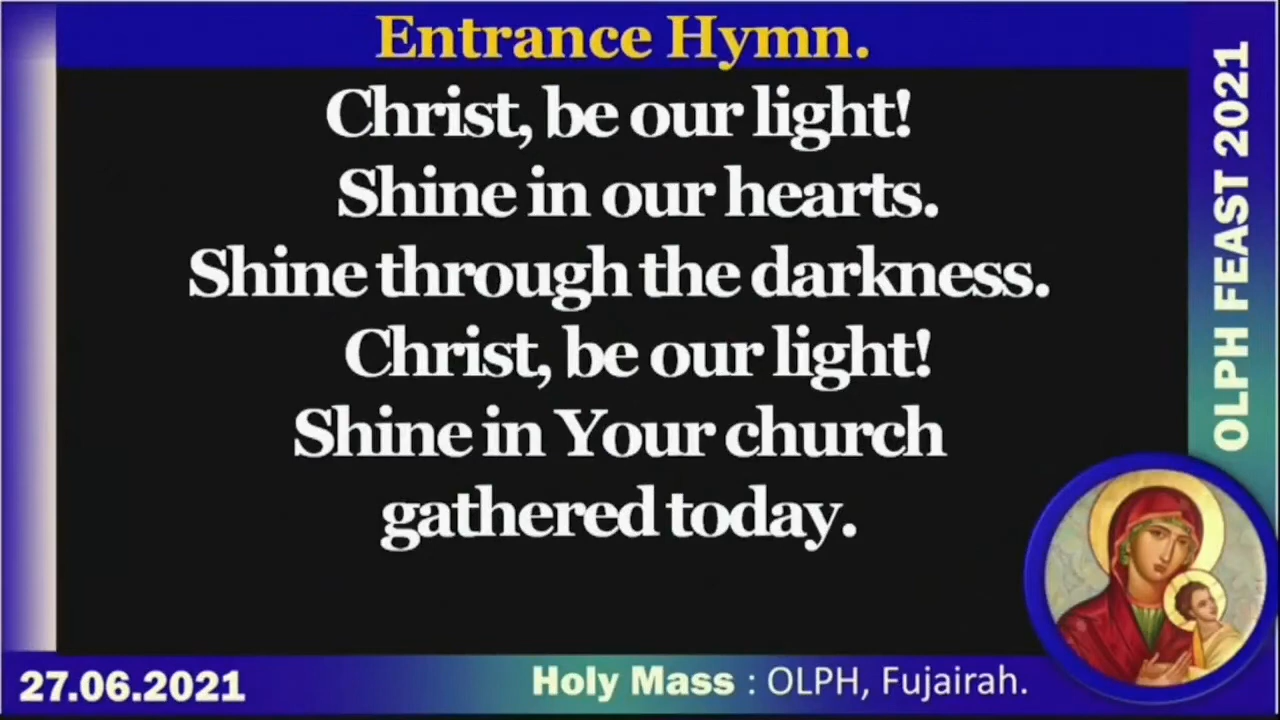 Entrance Hymn.
Christ, be our light!
Shine in our hearts.
Shine through the darkness.
Christ, be our light!
Shine in Your church
gathered today.
OLPH FEAST 2021
27.06.2021
Holy Mass : OLPH, Fujairah.